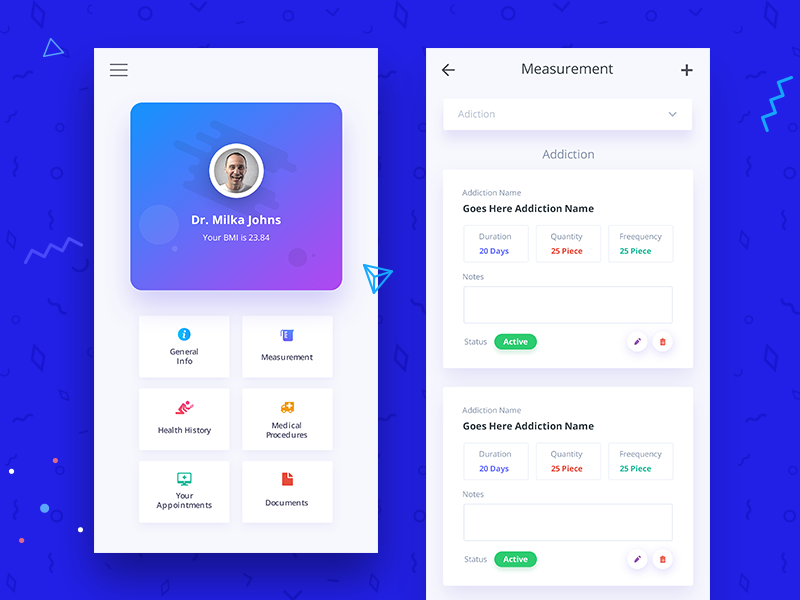 Dr. Milka Johns
Your BMI is 23.84
General
Info
Measurement
Health History
Medical
Procedures
Your
Appointments
Documents
Measurement
Adiction
Addiction
Addiction Name
Goes Here Addiction Name
Duration
20 Days
Quantity
25 Piece
Freequency
25 Piece
Notes
Status
Active
Addiction Name
Goes Here Addiction Name
Duration
20 Days
Quantity
25 Piece
Freequency
25 Piece
Notes
Status
Active